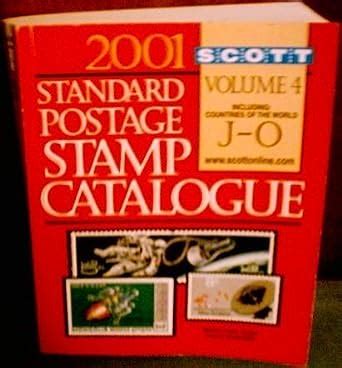 2001
SCOTT
STANDARD
POSTAGE
STAMP
CATALOGUE
VOLUME 4
INCLUDING
COUNTRIES OF THE WORLD
J-O
www.scottonline.com